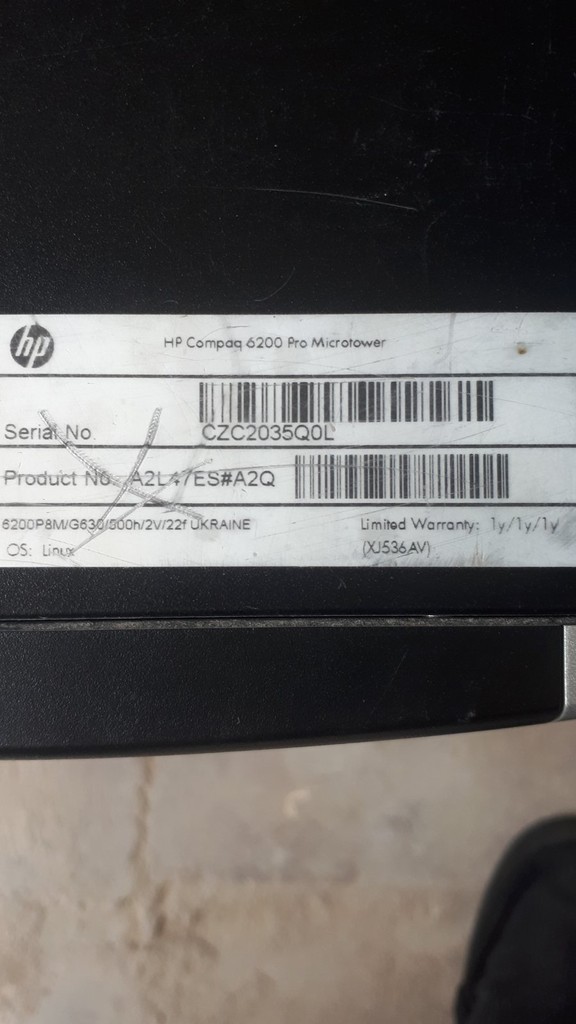 hp
HP Compaq 6200 Pro Microtower
Serial No.
CZC2035Q0L
Product No. A2L47ES#A2Q
6200P8M/G630/500h/2V/22f UKRAINE
Limited Warranty: 1y/1y/1y
OS: Linux
(XJ536AV)